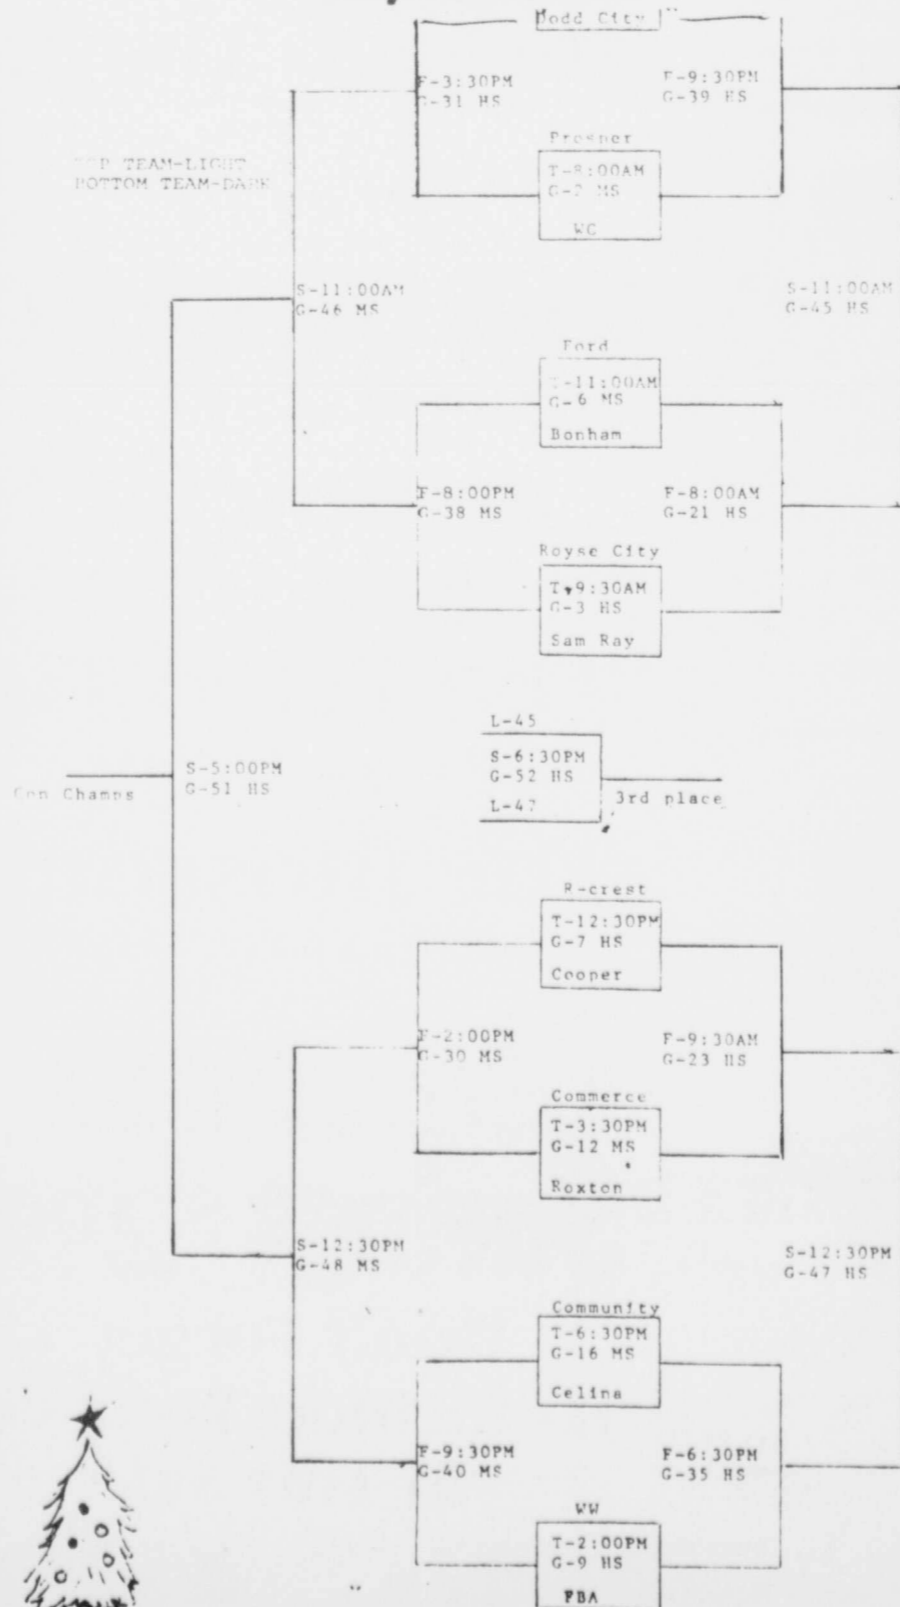 Dodd City
F-3:30PM
G-31 HS
F-9:30PM
G-39 HS
Prosper
T-8:00AM
G-2 MS
WC
TOP TEAM-LIGHT
BOTTOM TEAM-DARK
S-11:00AM
G-46 MS
S-11:00AM
G-45 HS
Ford
T-11:00AM
G-6 MS
Bonham
F-8:00PM
G-38 MS
F-8:00AM
G-21 HS
Royse City
T-9:30AM
G-3 HS
Sam Ray
L-45
S-6:30PM
G-52 HS
L-47
3rd place
S-5:00PM
G-51 HS
Con Champs
R-crest
T-12:30PM
G-7 HS
Cooper
F-2:00PM
G-30 MS
F-9:30AM
G-23 HS
Commerce
T-3:30PM
G-12 MS
Roxton
S-12:30PM
G-48 MS
S-12:30PM
G-47 HS
Community
T-6:30PM
G-16 MS
Celina
F-9:30PM
G-40 MS
F-6:30PM
G-35 HS
WW
T-2:00PM
G-9 HS
FBA